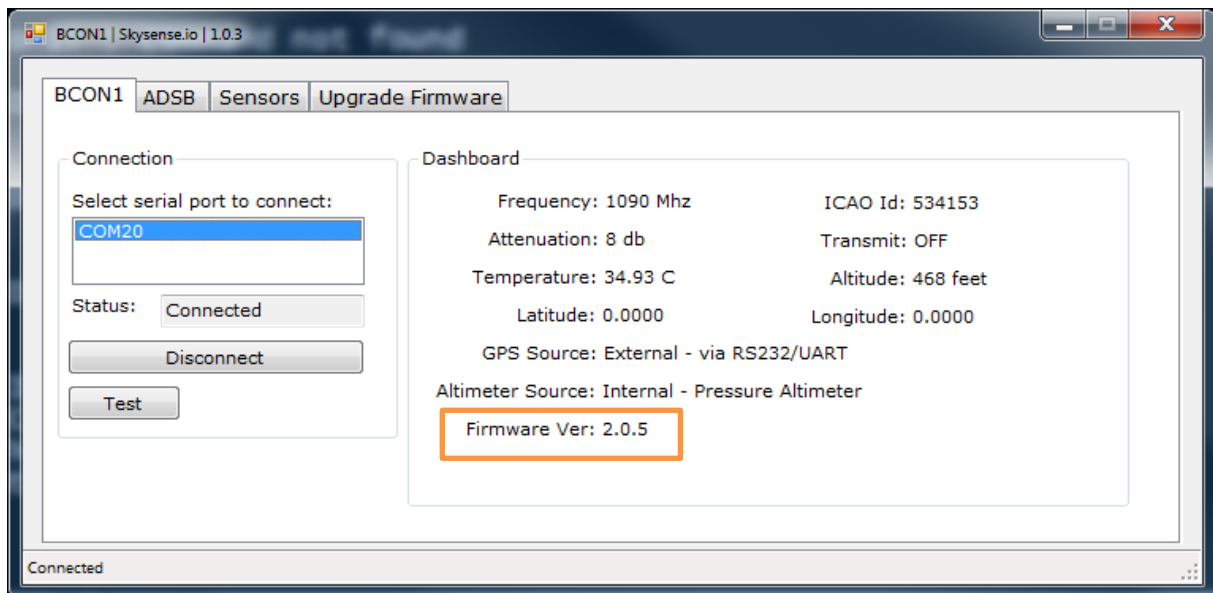 BCON1 | Skysense.io | 1.0.3
not found
BCON1 ADSB Sensors Upgrade Firmware
Connection
Select serial port to connect:
COM20
Status: Connected
Disconnect
Test
Dashboard
Frequency: 1090 Mhz ICAO Id: 534153
Attenuation: 8 db Transmit: OFF
Temperature: 34.93 C Altitude: 468 feet
Latitude: 0.0000 Longitude: 0.0000
GPS Source: External - via RS232/UART
Altimeter Source: Internal - Pressure Altimeter
Firmware Ver: 2.0.5
Connected